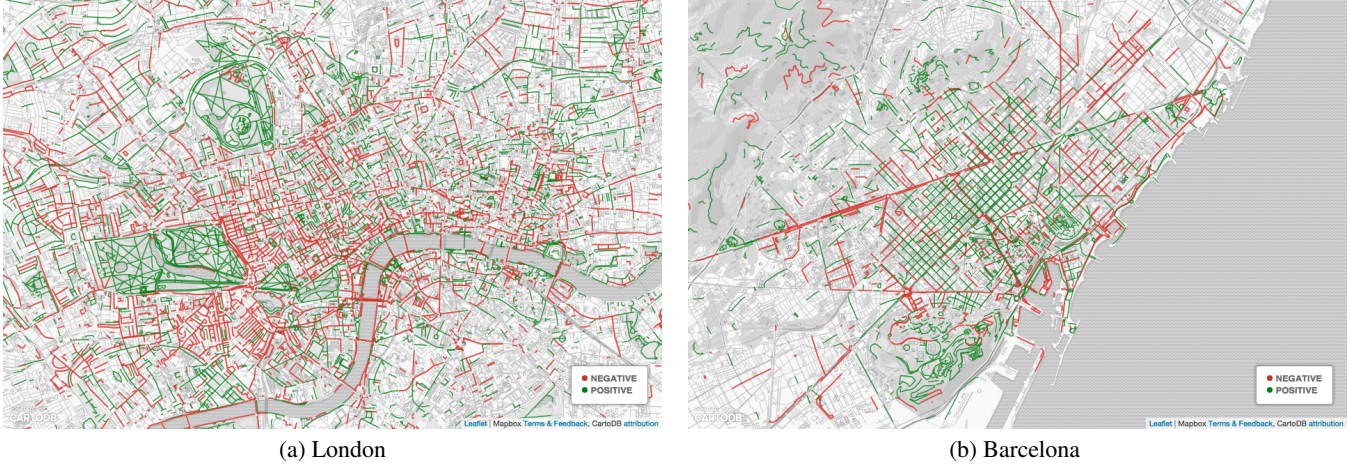 NEGATIVE
POSITIVE
CARTODB
Leaflet | Mapbox Terms & Feedback, CartoDB attribution
(a) London
NEGATIVE
POSITIVE
CARTODB
Leaflet | Mapbox Terms & Feedback, CartoDB attribution
(b) Barcelona